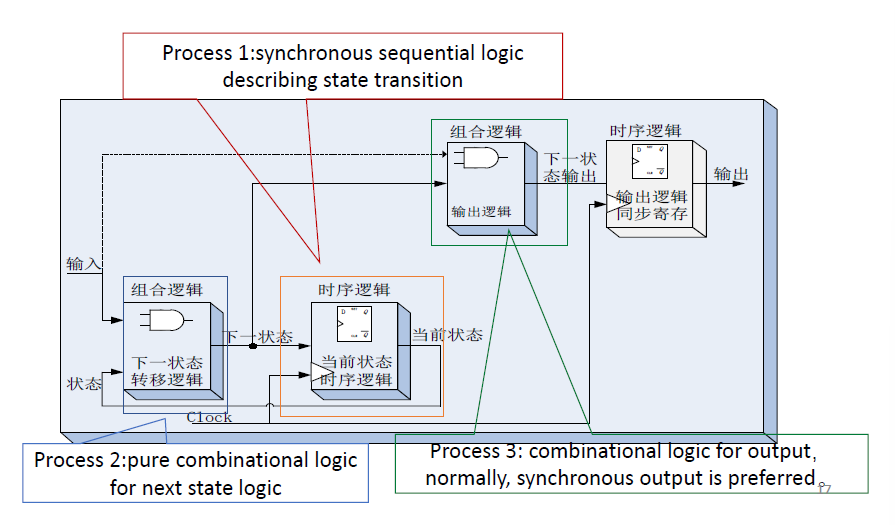 Process 1:synchronous sequential logic
describing state transition
组合逻辑
时序逻辑
下一状
态输出
输出
输出逻辑
输出逻辑
同步寄存
输入
组合逻辑
时序逻辑
下一状态
当前状态
下一状态
转移逻辑
当前状态
时序逻辑
状态
Clock
Process 2:pure combinational logic
for next state logic
Process 3: combinational logic for output,
normally, synchronous output is preferred。
17